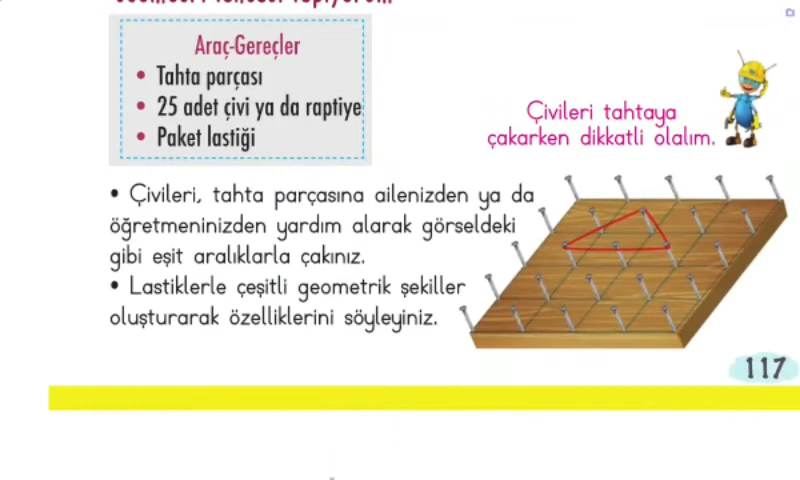 Araç-Gereçler
• Tahta parçası
• 25 adet çivi ya da raptiye
• Paket lastiği
Çivileri tahtaya
çakarken dikkatli olalım.
• Çivileri, tahta parçasına ailenizden ya da
öğretmeninizden yardım alarak görseldeki
gibi eşit aralıklarla çakınız.
• Lastiklerle çeşitli geometrik şekiller
oluşturarak özelliklerini söyleyiniz.
117